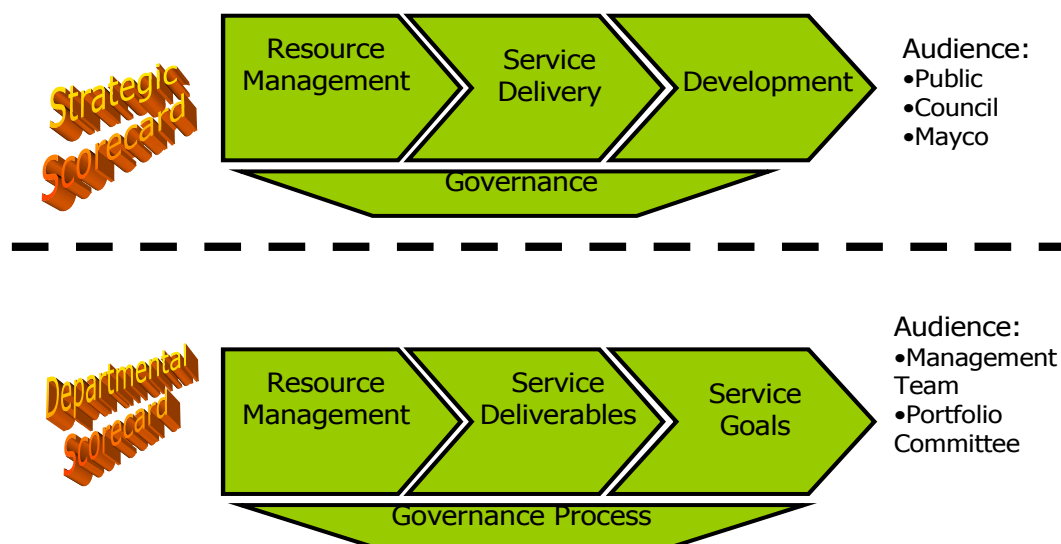 Strategic
Scorecard
Resource
Management
Service
Delivery
Development
Governance
Audience:
•Public
•Council
•Mayco
Departmental
Scorecard
Resource
Management
Service
Deliverables
Service
Goals
Governance Process
Audience:
•Management
Team
•Portfolio
Committee